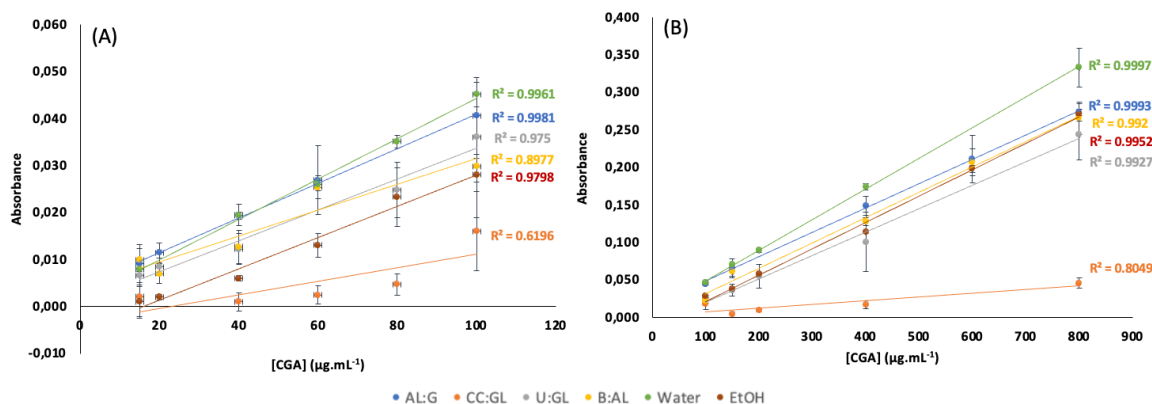 (A)
0,060
0,050
0,040
0,030
0,020
0,010
0,000
-0,010
Absorbance
0 20 40 60 80 100 120
[CGA] (µg.mL⁻¹)
R² = 0.9961
R² = 0.9981
R² = 0.975
R² = 0.8977
R² = 0.9798
R² = 0.6196
(B)
0,400
0,350
0,300
0,250
0,200
0,150
0,100
0,050
0,000
Absorbance
0 100 200 300 400 500 600 700 800 900
[CGA] (µg.mL⁻¹)
R² = 0.9997
R² = 0.9993
R² = 0.992
R² = 0.9952
R² = 0.9927
R² = 0.8049
AL:G CC:GL U:GL B:AL Water EtOH